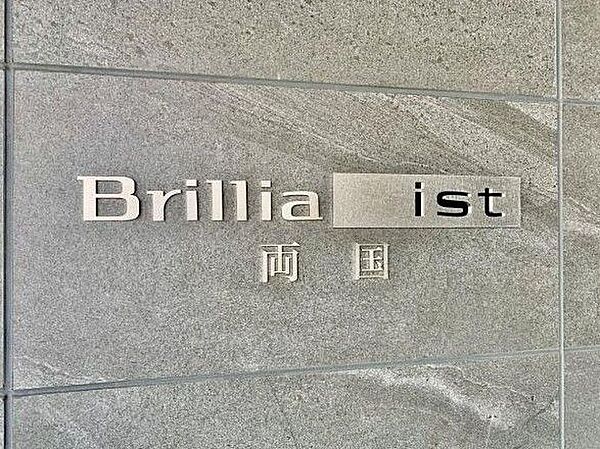 Brillia ist
両国